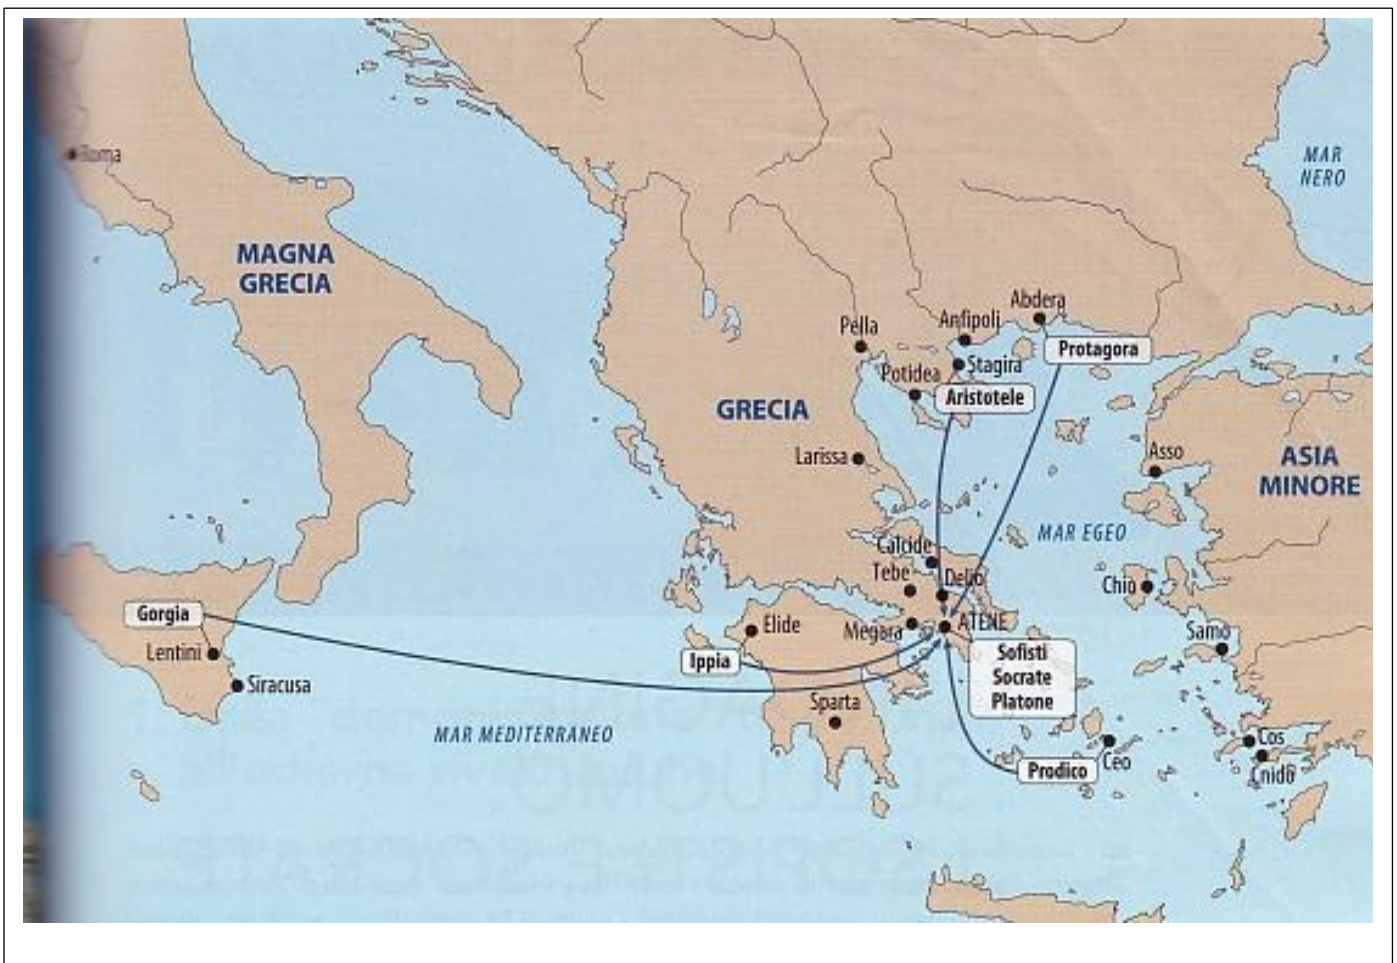 Roma
MAR
NERO
MAGNA
GRECIA
Abdera
Anfipoli
Pella
Protagora
Stagira
Potidea
Aristotele
GRECIA
Larissa
Asso
ASIA
MINORE
MAR EGEO
Calcide
Tebe
Delio
Chio
Gorgia
Elide
Megara
ATENE
Samo
Lentini
Ippia
Sofisti
Socrate
Platone
Siracusa
Sparta
MAR MEDITERRANEO
Cos
Ceo
Prodico
Cnido